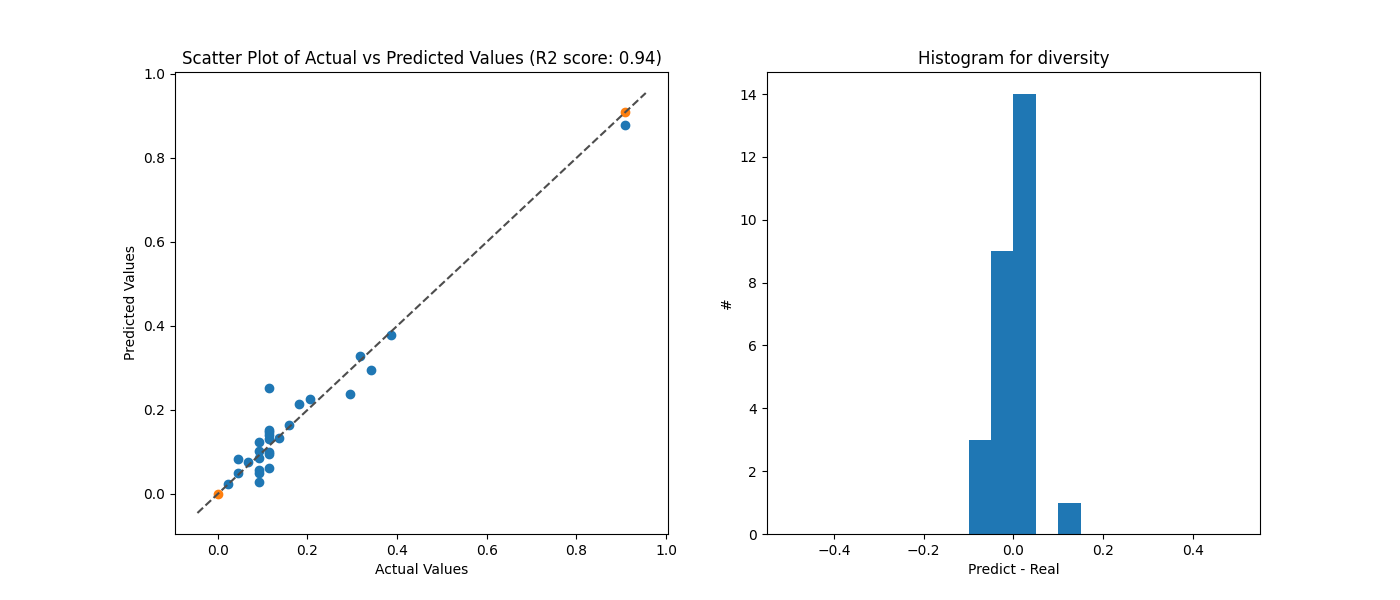 Scatter Plot of Actual vs Predicted Values (R2 score: 0.94)
1.0
0.8
0.6
0.4
0.2
0.0
Predicted Values
0.0 0.2 0.4 0.6 0.8 1.0
Actual Values
Histogram for diversity
14
12
10
8
6
4
2
0
#
−0.4 −0.2 0.0 0.2 0.4
Predict - Real